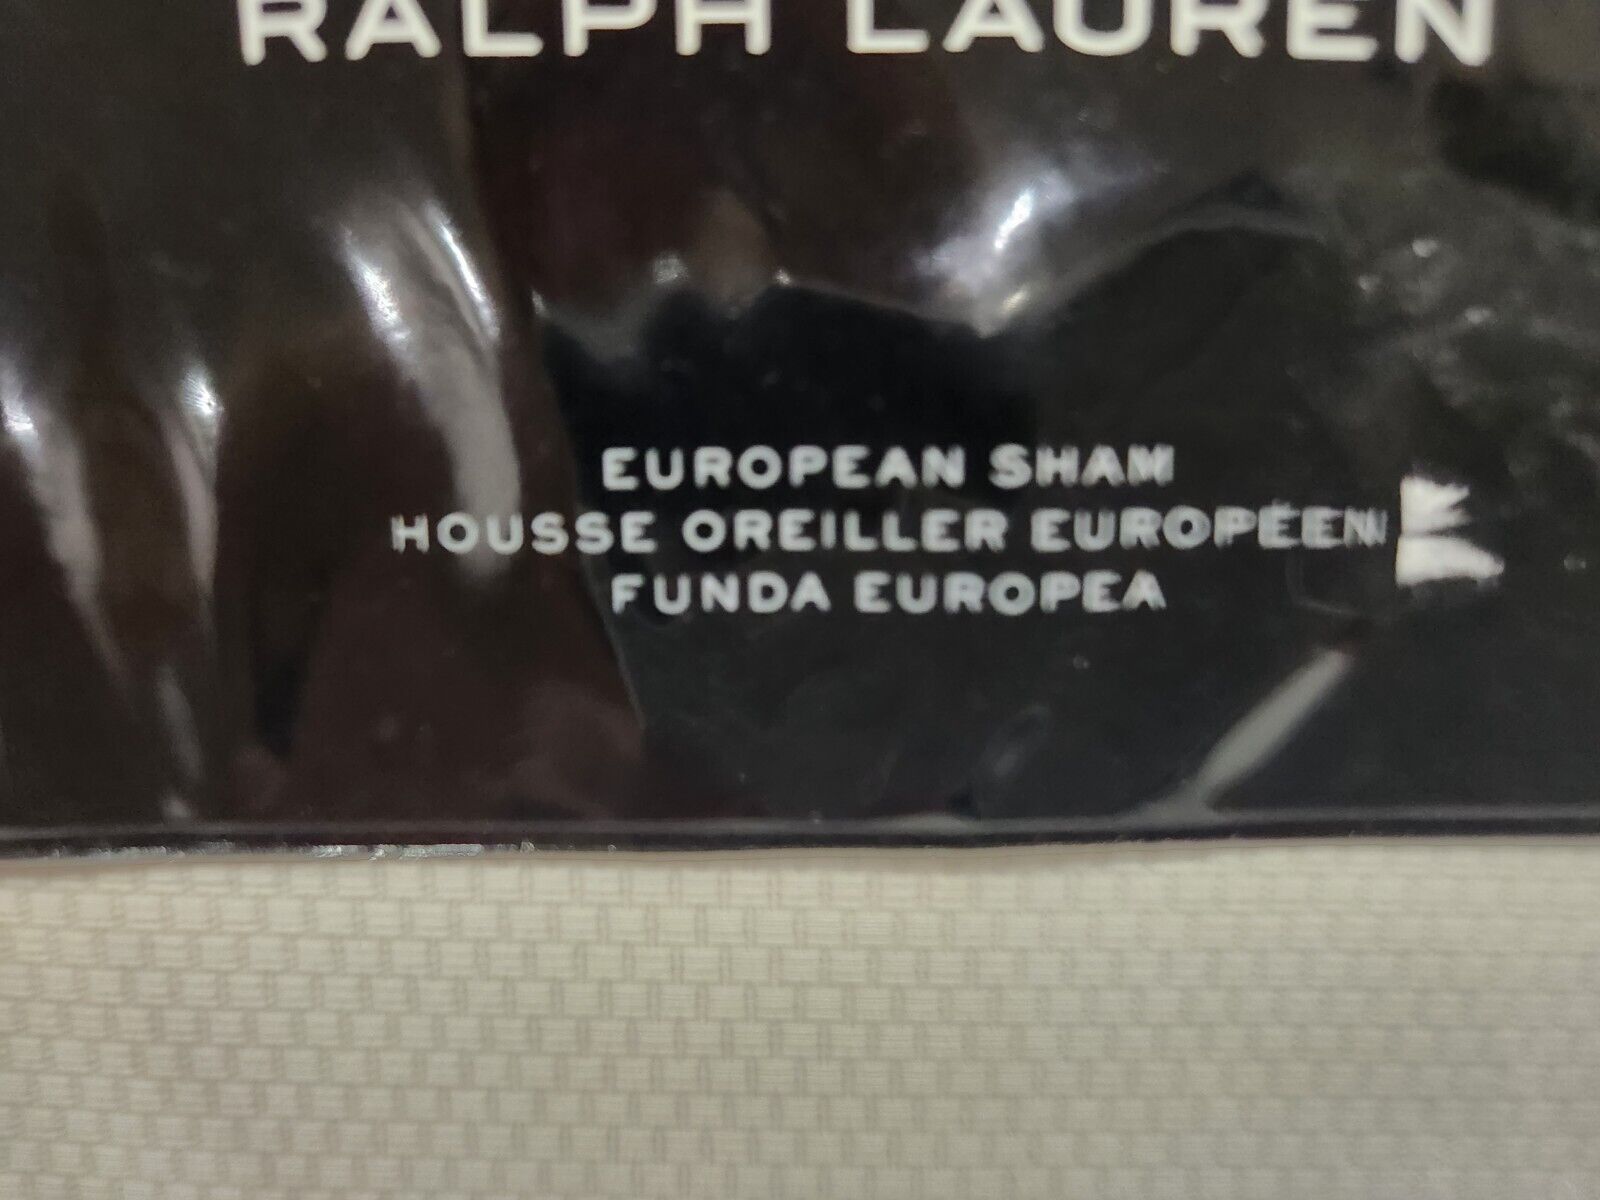 RALPH LAUREN
EUROPEAN SHAM
HOUSSE OREILLER EUROPÉEN
FUNDA EUROPEA